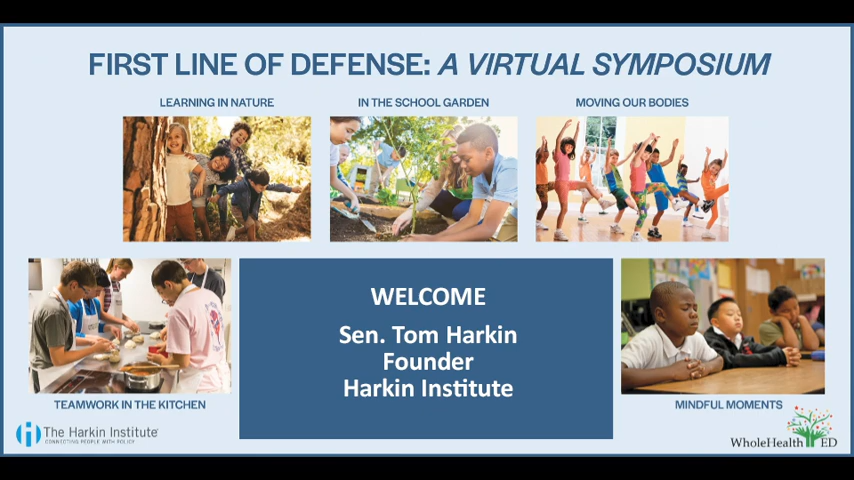 FIRST LINE OF DEFENSE: A VIRTUAL SYMPOSIUM
LEARNING IN NATURE
IN THE SCHOOL GARDEN
MOVING OUR BODIES
WELCOME
Sen. Tom Harkin
Founder
Harkin Institute
TEAMWORK IN THE KITCHEN
MINDFUL MOMENTS
The Harkin Institute
CONNECTING PEOPLE WITH POLICY
WholeHealth ED